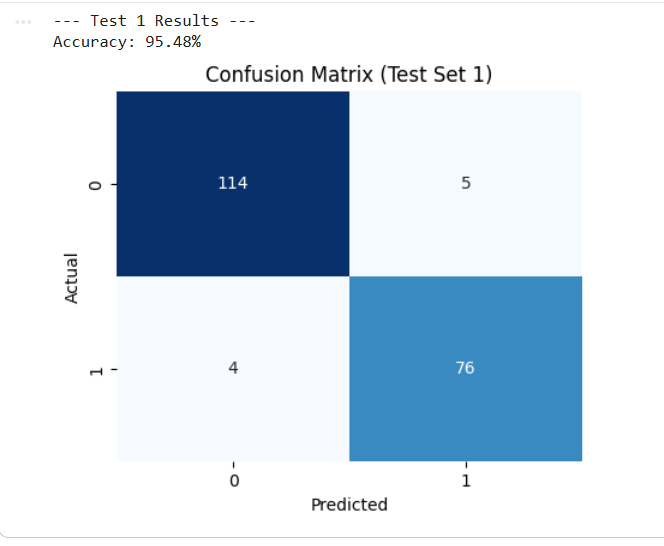 --- Test 1 Results ---
Accuracy: 95.48%
Confusion Matrix (Test Set 1)
0
114
5
Actual
1
4
76
0
1
Predicted